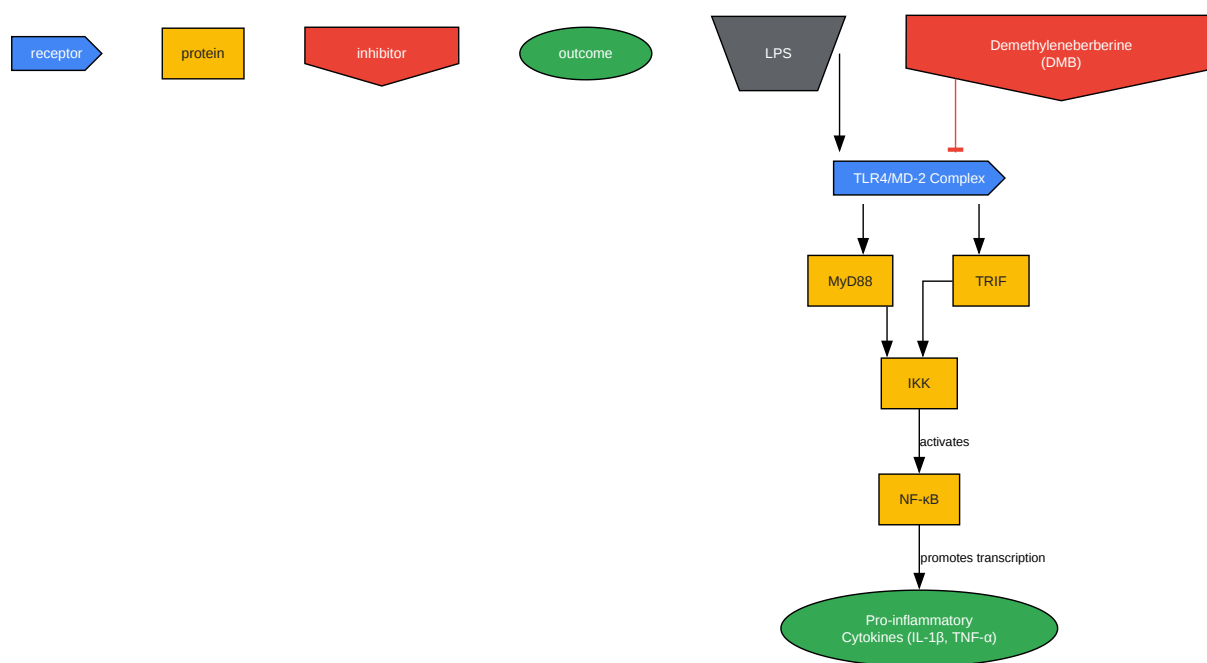 receptor
protein
inhibitor
outcome
LPS
Demethyleneberberine
(DMB)
TLR4/MD-2 Complex
MyD88
TRIF
IKK
activates
NF-κB
promotes transcription
Pro-inflammatory
Cytokines (IL-1β, TNF-α)